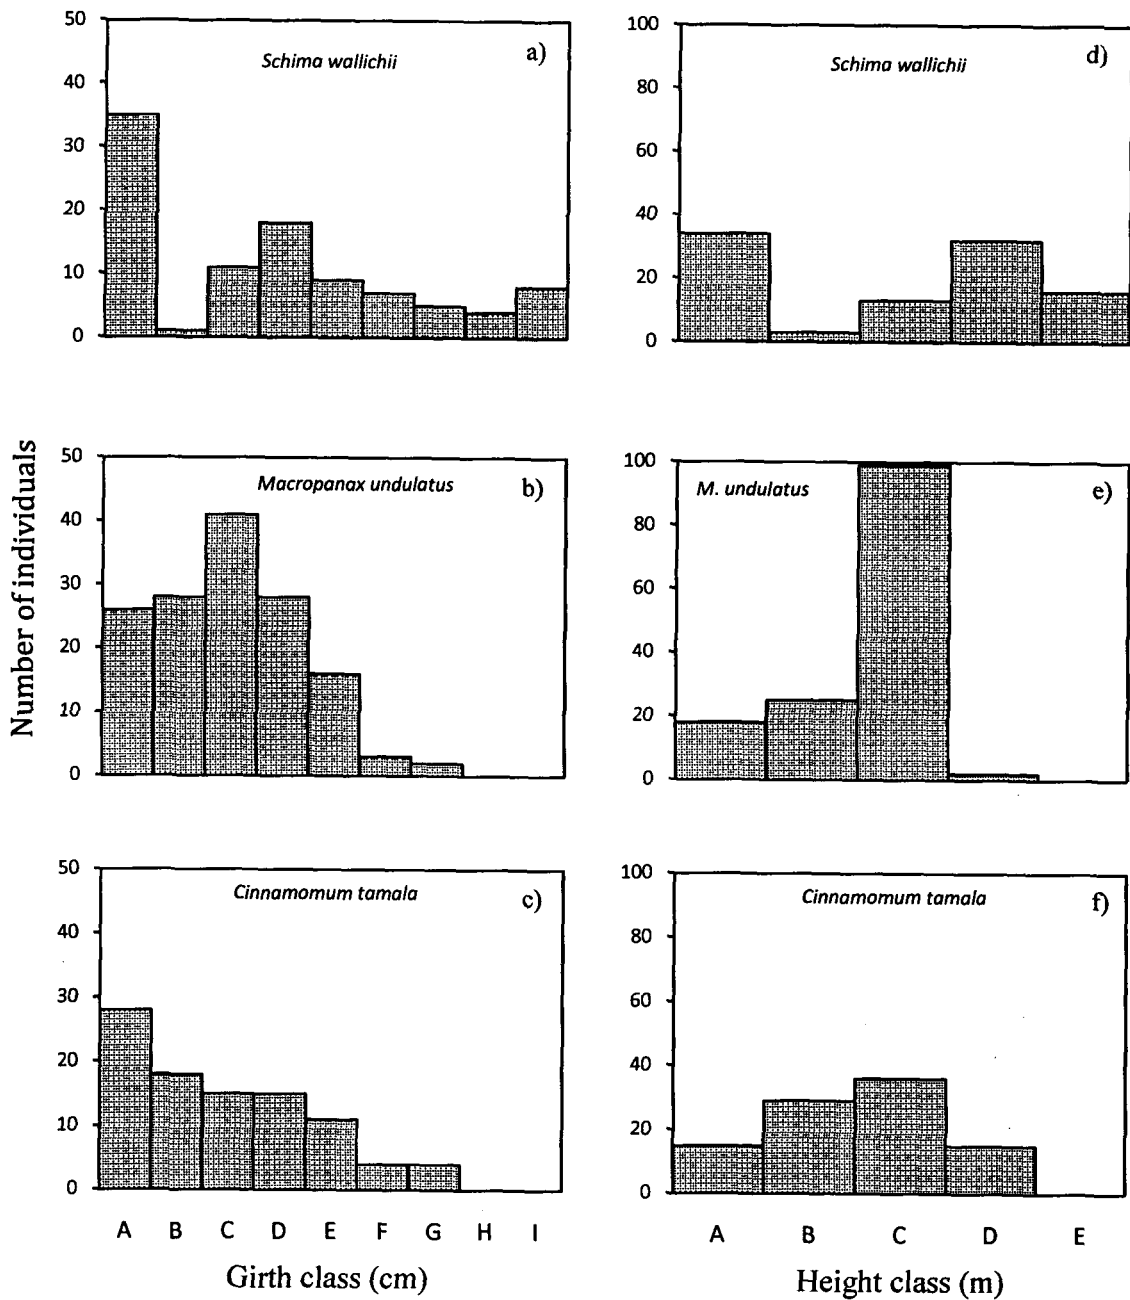 50
40
30
20
10
0
Schima wallichii
a)
100
80
60
40
20
0
Schima wallichii
d)
Number of individuals
50
40
30
20
10
0
Macropanax undulatus
b)
100
80
60
40
20
0
M. undulatus
e)
50
40
30
20
10
0
Cinnamomum tamala
c)
A B C D E F G H I
Girth class (cm)
100
80
60
40
20
0
Cinnamomum tamala
f)
A B C D E
Height class (m)